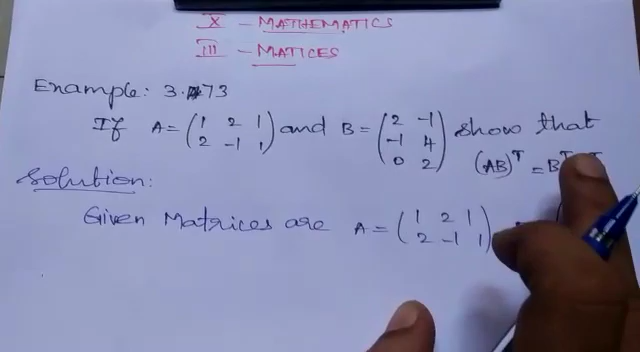 X - MATHEMATICS
III - MATICES
Example: 3.73
If A = ( 1 2 1 2 -1 1 ) and B = ( 2 -1 -1 4 0 2 ) show that
(AB)^T = B^T
Solution:
Given Matrices are A = ( 1 2 1 2 -1 1 )